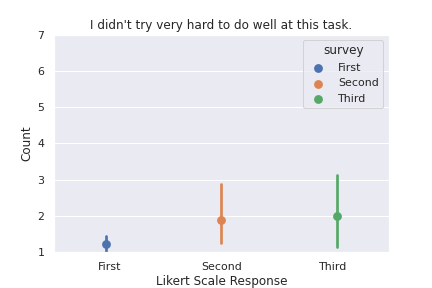 I didn't try very hard to do well at this task.
7
6
5
4
3
2
1
Count
survey
First
Second
Third
First Second Third
Likert Scale Response